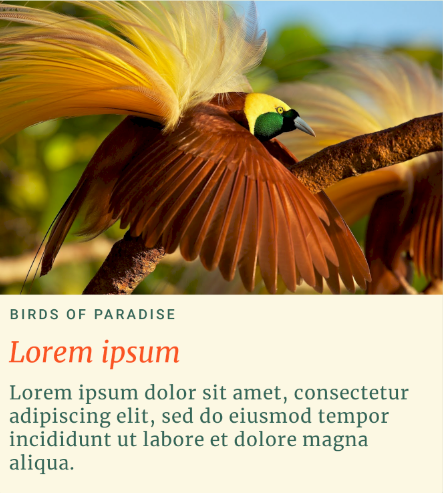 BIRDS OF PARADISE
Lorem ipsum
Lorem ipsum dolor sit amet, consectetur
adipiscing elit, sed do eiusmod tempor
incididunt ut labore et dolore magna
aliqua.